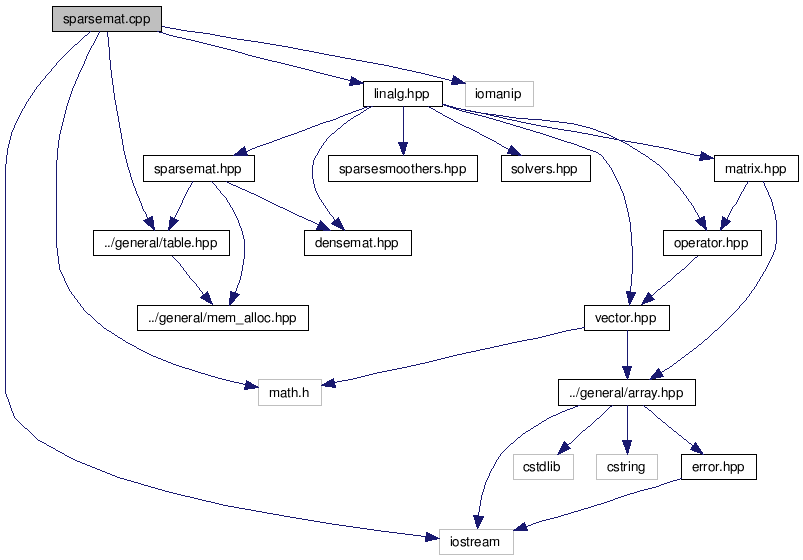 sparsemat.cpp
linalg.hpp
iomanip
sparsemat.hpp
sparsesmoothers.hpp
solvers.hpp
matrix.hpp
../general/table.hpp
densemat.hpp
operator.hpp
../general/mem_alloc.hpp
vector.hpp
math.h
../general/array.hpp
cstdlib
cstring
error.hpp
iostream